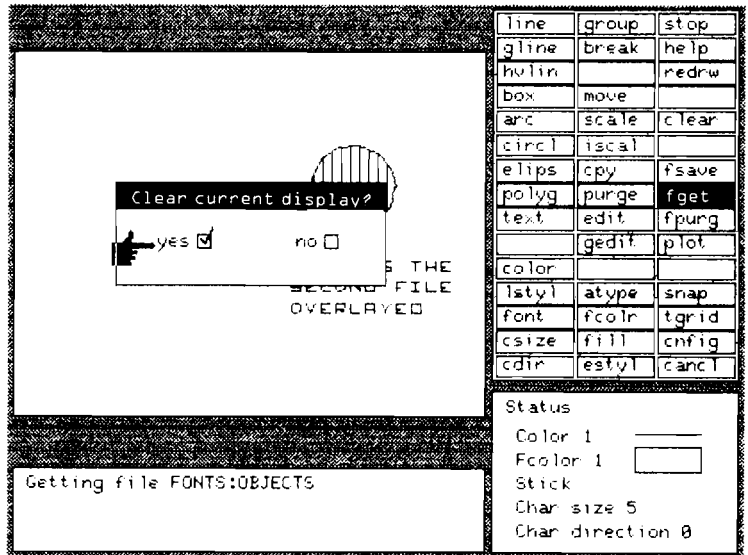 line group stop
gline break help
hvlin redrw
box move
arc scale clear
circl iscal
elips cpy fsave
polyg purge fget
text edit fpurg
gedit plot
color
lstyl atype snap
font fcolr tgrid
csize fill cnfig
cdir estyl cancl
Clear current display?
yes no
S THE
SECOND FILE
OVERLAYED
Status
Color 1
Fcolor 1
Stick
Char size 5
Char direction 0
Getting file FONTS:OBJECTS